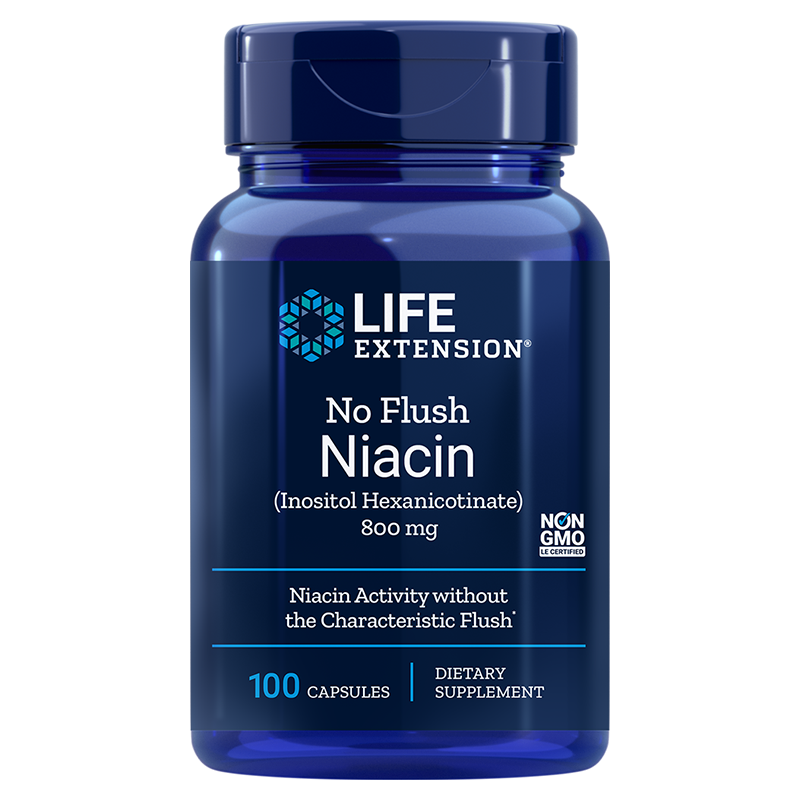 LIFE
EXTENSION®
No Flush
Niacin
(Inositol Hexanicotinate)
800 mg
NON
GMO
LE CERTIFIED
Niacin Activity without
the Characteristic Flush*
100 CAPSULES
DIETARY
SUPPLEMENT